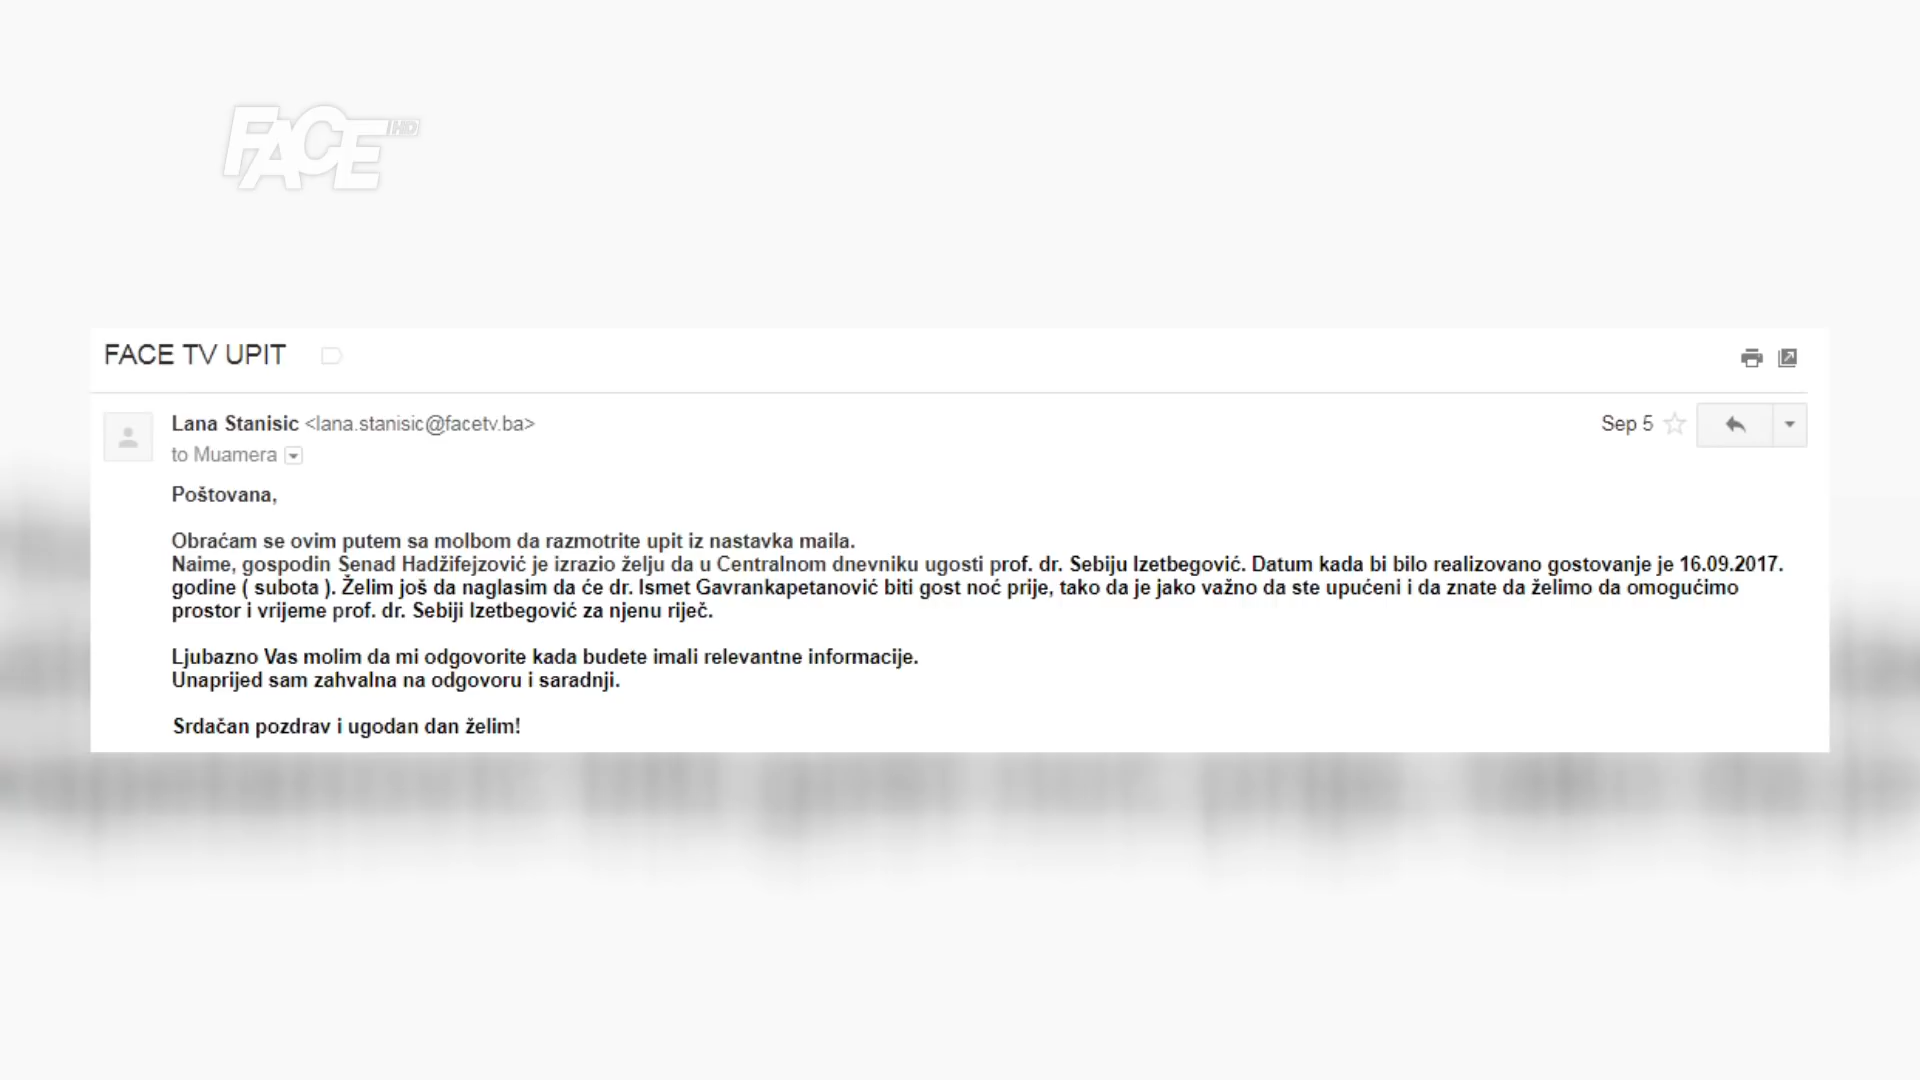 FACE HD
FACE TV UPIT
Lana Stanisic <lana.stanisic@facetv.ba>
Sep 5
to Muamera
Poštovana,
Obraćam se ovim putem sa molbom da razmotrite upit iz nastavka maila.
Naime, gospodin Senad Hadžifejzović je izrazio želju da u Centralnom dnevniku ugosti prof. dr. Sebiju Izetbegović. Datum kada bi bilo realizovano gostovanje je 16.09.2017.
godine ( subota ). Želim još da naglasim da će dr. Ismet Gavrankapetanović biti gost noć prije, tako da je jako važno da ste upućeni i da znate da želimo da omogućimo
prostor i vrijeme prof. dr. Sebiji Izetbegović za njenu riječ.
Ljubazno Vas molim da mi odgovorite kada budete imali relevantne informacije.
Unaprijed sam zahvalna na odgovoru i saradnji.
Srdačan pozdrav i ugodan dan želim!